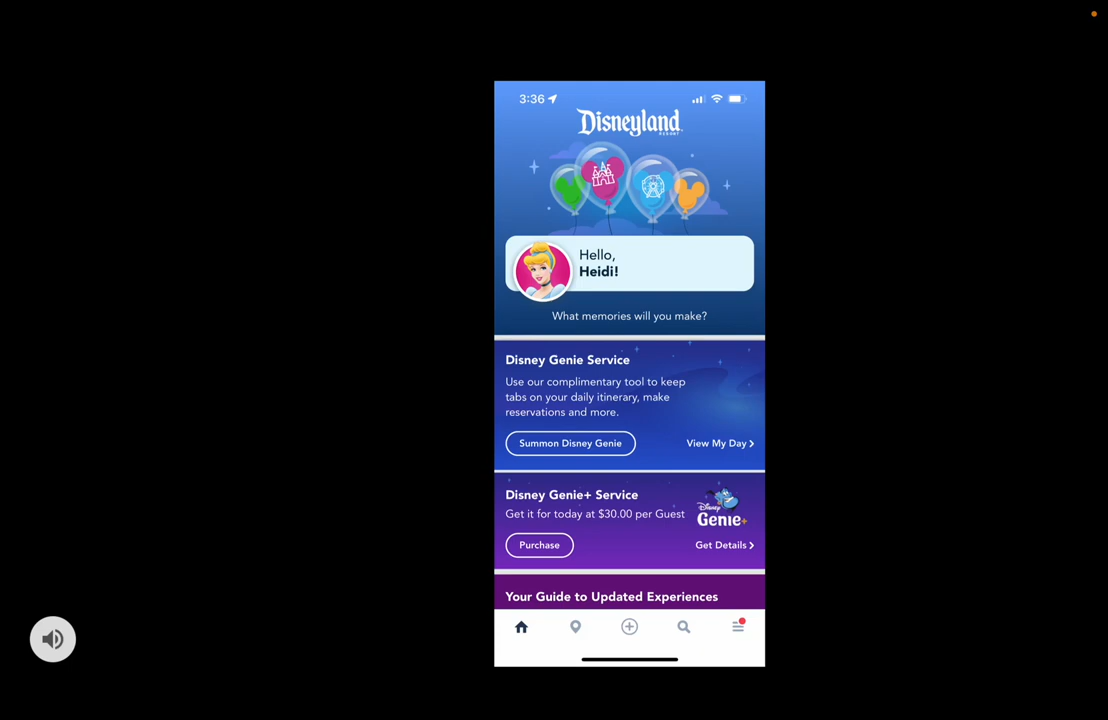 3:36
Disneyland
RESORT
Hello,
Heidi!
What memories will you make?
Disney Genie Service
Use our complimentary tool to keep
tabs on your daily itinerary, make
reservations and more.
Summon Disney Genie
View My Day
Disney Genie+ Service
Get it for today at $30.00 per Guest
Disney
Genie+
Purchase
Get Details
Your Guide to Updated Experiences